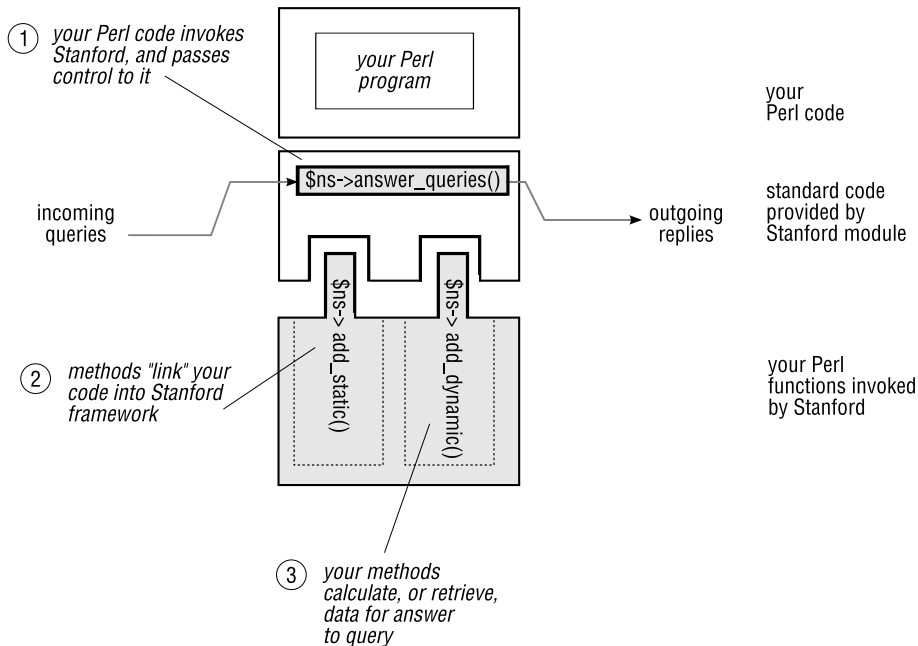 1
your Perl code invokes
Stanford, and passes
control to it
your Perl
program
your
Perl code
$ns->answer_queries()
incoming
queries
outgoing
replies
standard code
provided by
Stanford module
$ns-> add_static()
$ns-> add_dynamic()
2
methods "link" your
code into Stanford
framework
your Perl
functions invoked
by Stanford
3
your methods
calculate, or retrieve,
data for answer
to query